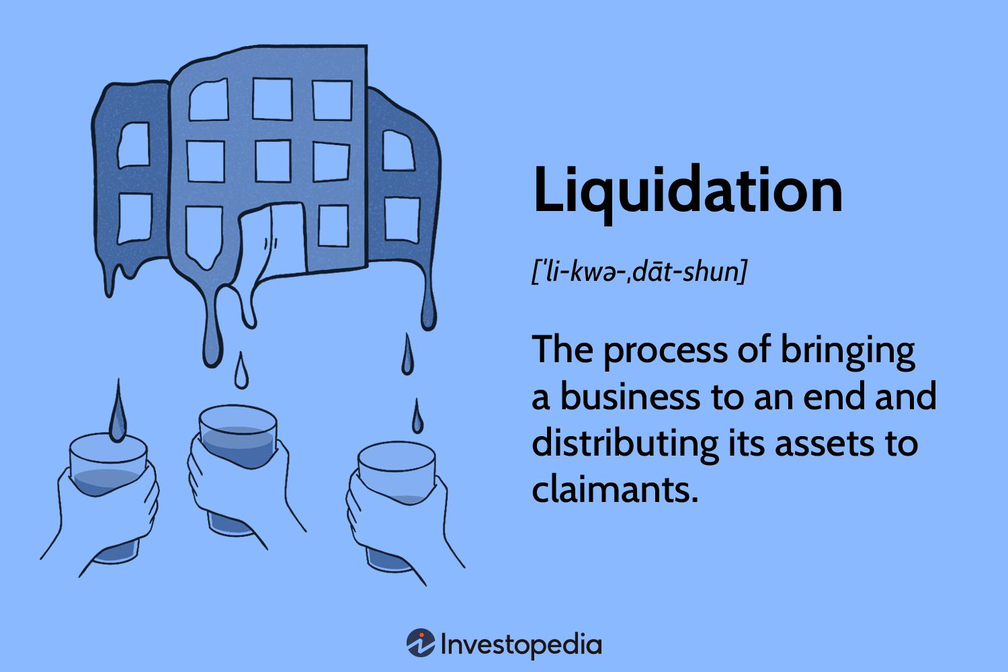 Liquidation
[ˈli-kwə-ˌdāt-shun]
The process of bringing
a business to an end and
distributing its assets to
claimants.
Investopedia